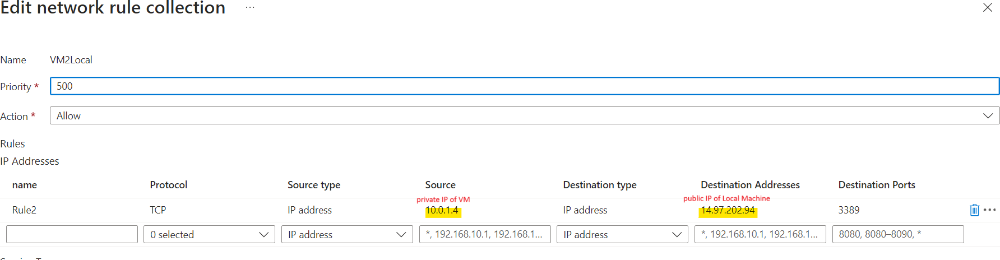 Edit network rule collection ...
Name VM2Local
Priority * 500
Action * Allow
Rules
IP Addresses
name Protocol Source type Source Destination type Destination Addresses Destination Ports
private IP of VM public IP of Local Machine
Rule2 TCP IP address 10.0.1.4 IP address 14.97.202.94 3389 ...
0 selected IP address *, 192.168.10.1, 192.168.1... IP address *, 192.168.10.1, 192.168.1... 8080, 8080–8090, *